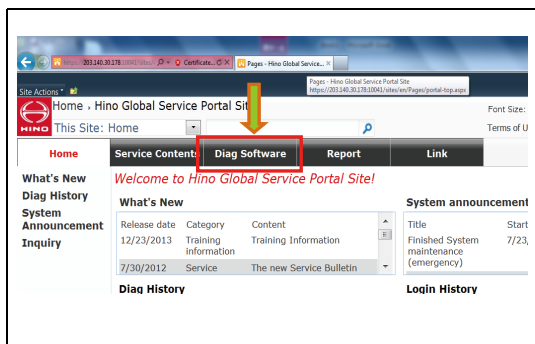 https://203.140.30.178:10041/sites/
Certificate...
Pages - Hino Global Service...
Pages - Hino Global Service Portal Site
https://203.140.30.178:10041/sites/en/Pages/portal-top.aspx
Site Actions
Home › Hino Global Service Portal Sit
Font Size:
HINO
This Site: Home
Terms of U
Home Service Contents Diag Software Report Link
What's New
Diag History
System
Announcement
Inquiry
Welcome to Hino Global Service Portal Site!
What's New
Release date Category Content
12/23/2013 Training information Training Information
7/30/2012 Service The new Service Bulletin
System announcement
Title Start
Finished System maintenance (emergency) 7/23,
Diag History
Login History